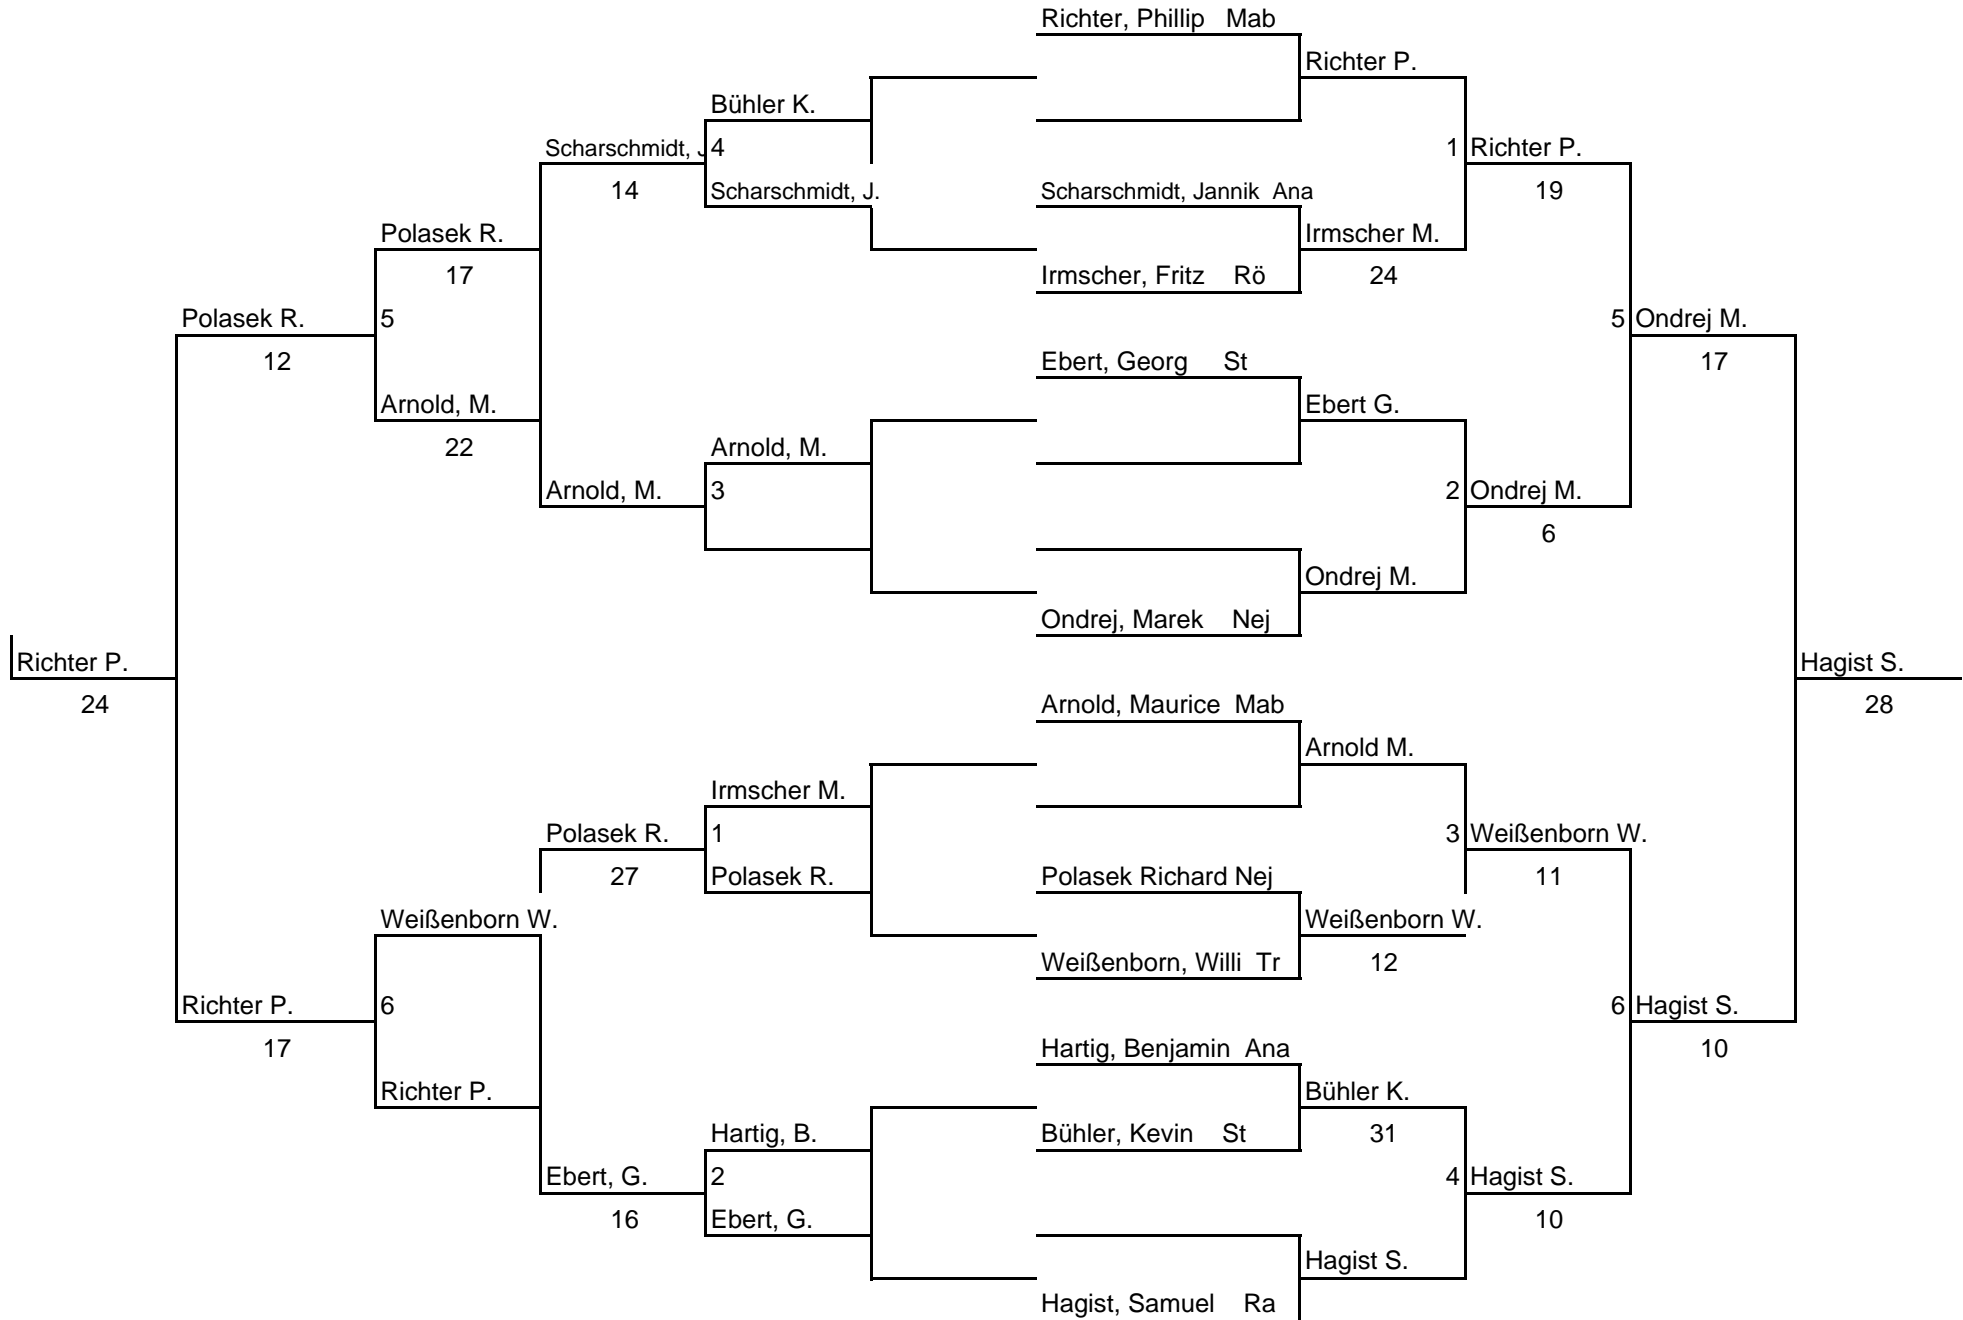 Richter, Phillip Mab
Richter P.
Bühler K.
Scharschmidt, J
4
1
Richter P.
14
Scharschmidt, J.
Scharschmidt, Jannik Ana
19
Polasek R.
Irmscher M.
17
Irmscher, Fritz Rö
24
Polasek R.
5
5
Ondrej M.
12
Ebert, Georg St
17
Arnold, M.
Ebert G.
22
Arnold, M.
Arnold, M.
3
2
Ondrej M.
6
Ondrej M.
Ondrej, Marek Nej
Richter P.
Hagist S.
24
Arnold, Maurice Mab
28
Arnold M.
Irmscher M.
Polasek R.
1
3
Weißenborn W.
27
Polasek R.
Polasek Richard Nej
11
Weißenborn W.
Weißenborn W.
Weißenborn, Willi Tr
12
Richter P.
6
6
Hagist S.
17
Hartig, Benjamin Ana
10
Richter P.
Bühler K.
Hartig, B.
Bühler, Kevin St
31
Ebert, G.
2
4
Hagist S.
16
Ebert, G.
10
Hagist S.
Hagist, Samuel Ra